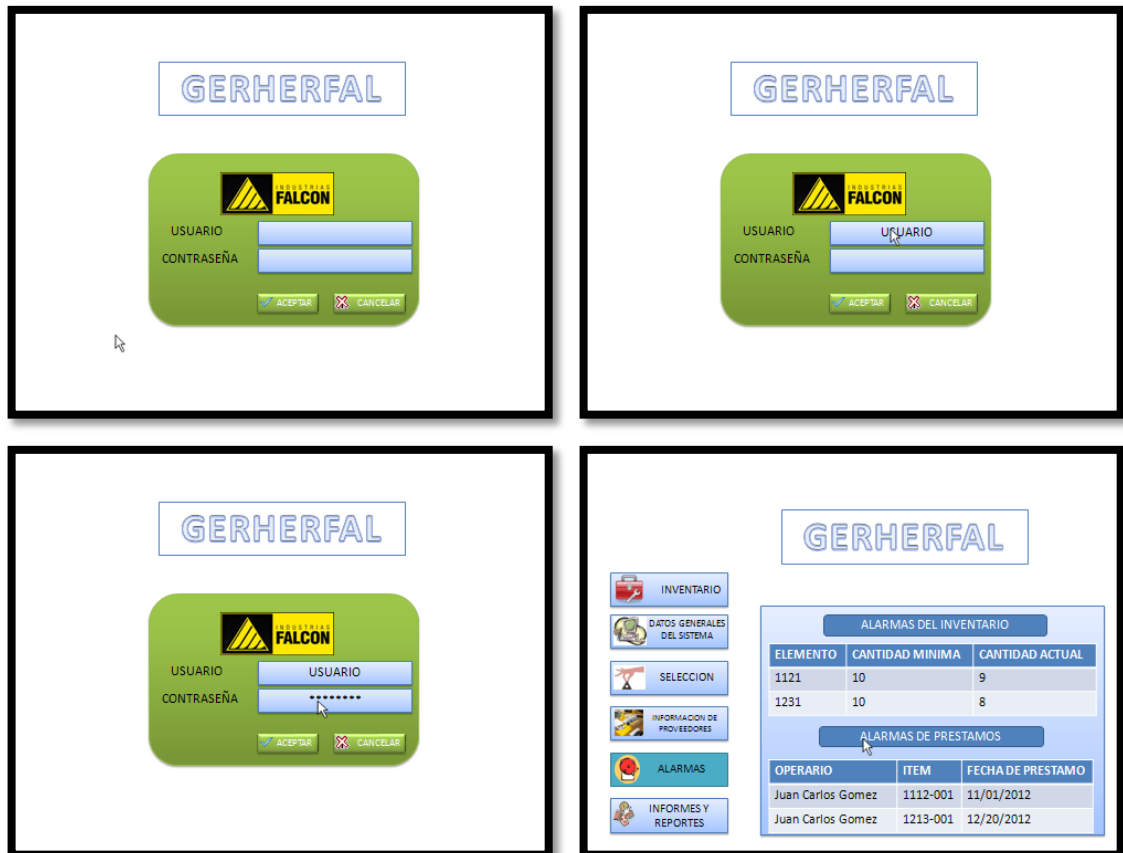 GERHERFAL
INDUSTRIAS
FALCON
USUARIO
CONTRASEÑA
ACEPTAR CANCELAR
GERHERFAL
INDUSTRIAS
FALCON
USUARIO USUARIO
CONTRASEÑA
ACEPTAR CANCELAR
GERHERFAL
INDUSTRIAS
FALCON
USUARIO USUARIO
CONTRASEÑA ********
ACEPTAR CANCELAR
GERHERFAL
INVENTARIO
DATOS GENERALES
DEL SISTEMA
SELECCION
INFORMACION DE
PROVEEDORES
ALARMAS
INFORMES Y
REPORTES
ALARMAS DEL INVENTARIO
ELEMENTO CANTIDAD MINIMA CANTIDAD ACTUAL
1121 10 9
1231 10 8
ALARMAS DE PRESTAMOS
OPERARIO ITEM FECHA DE PRESTAMO
Juan Carlos Gomez 1112-001 11/01/2012
Juan Carlos Gomez 1213-001 12/20/2012